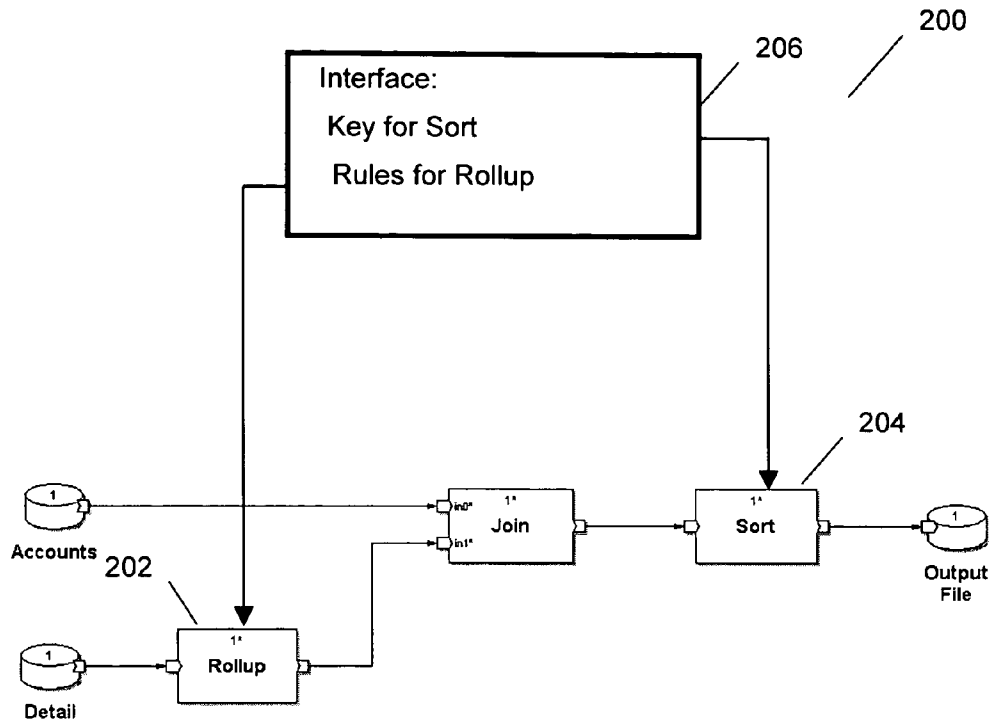 200
206
Interface:
Key for Sort
Rules for Rollup
204
1
Accounts
1*
in0*
Join
in1*
1*
Sort
1
Output
File
202
1*
Rollup
1
Detail